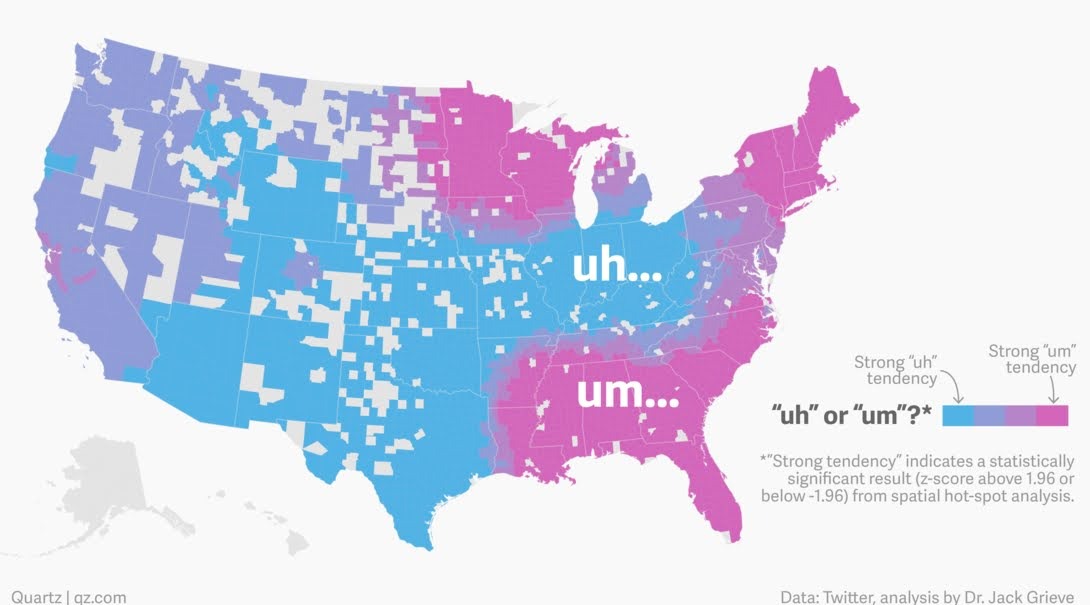 uh...
um...
Strong "uh"
tendency
Strong "um"
tendency
"uh" or "um"?*
*"Strong tendency" indicates a statistically
significant result (z-score above 1.96 or
below -1.96) from spatial hot-spot analysis.
Quartz | qz.com
Data: Twitter, analysis by Dr. Jack Grieve